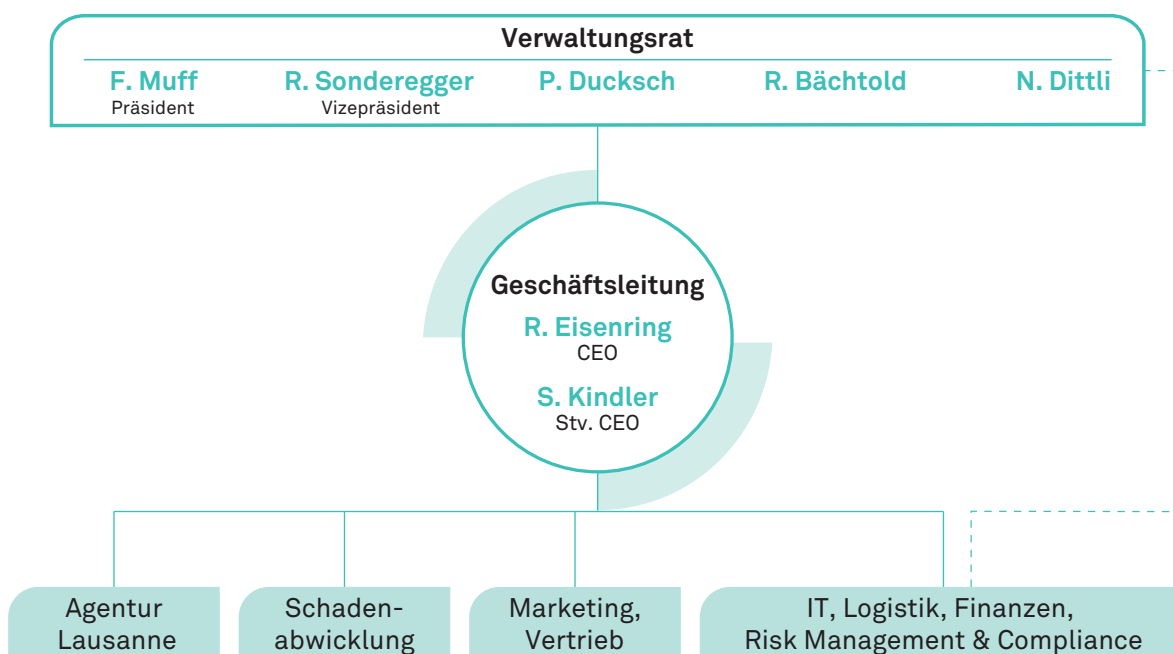 Verwaltungsrat
F. Muff R. Sonderegger P. Ducksch R. Bächtold N. Dittli
Präsident Vizepräsident
Geschäftsleitung
R. Eisenring
CEO
S. Kindler
Stv. CEO
Agentur
Lausanne
Schaden-
abwicklung
Marketing,
Vertrieb
IT, Logistik, Finanzen,
Risk Management & Compliance